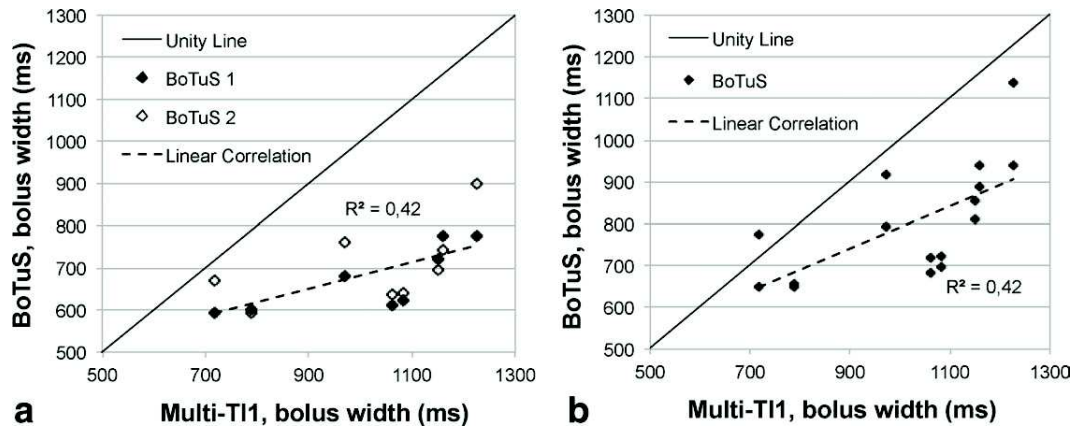 1300
1200
1100
1000
900
800
700
600
500
BoTuS, bolus width (ms)
Unity Line
BoTuS 1
BoTuS 2
Linear Correlation
R² = 0,42
500
700
900
1100
1300
Multi-TI1, bolus width (ms)
a
1300
1200
1100
1000
900
800
700
600
500
BoTuS, bolus width (ms)
Unity Line
BoTuS
Linear Correlation
R² = 0,42
500
700
900
1100
1300
Multi-TI1, bolus width (ms)
b